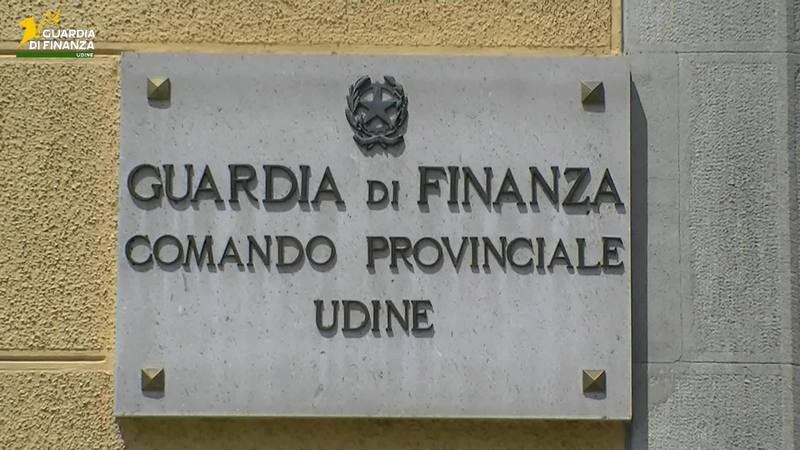 GUARDIA
DI FINANZA
UDINE
GUARDIA DI FINANZA
COMANDO PROVINCIALE
UDINE